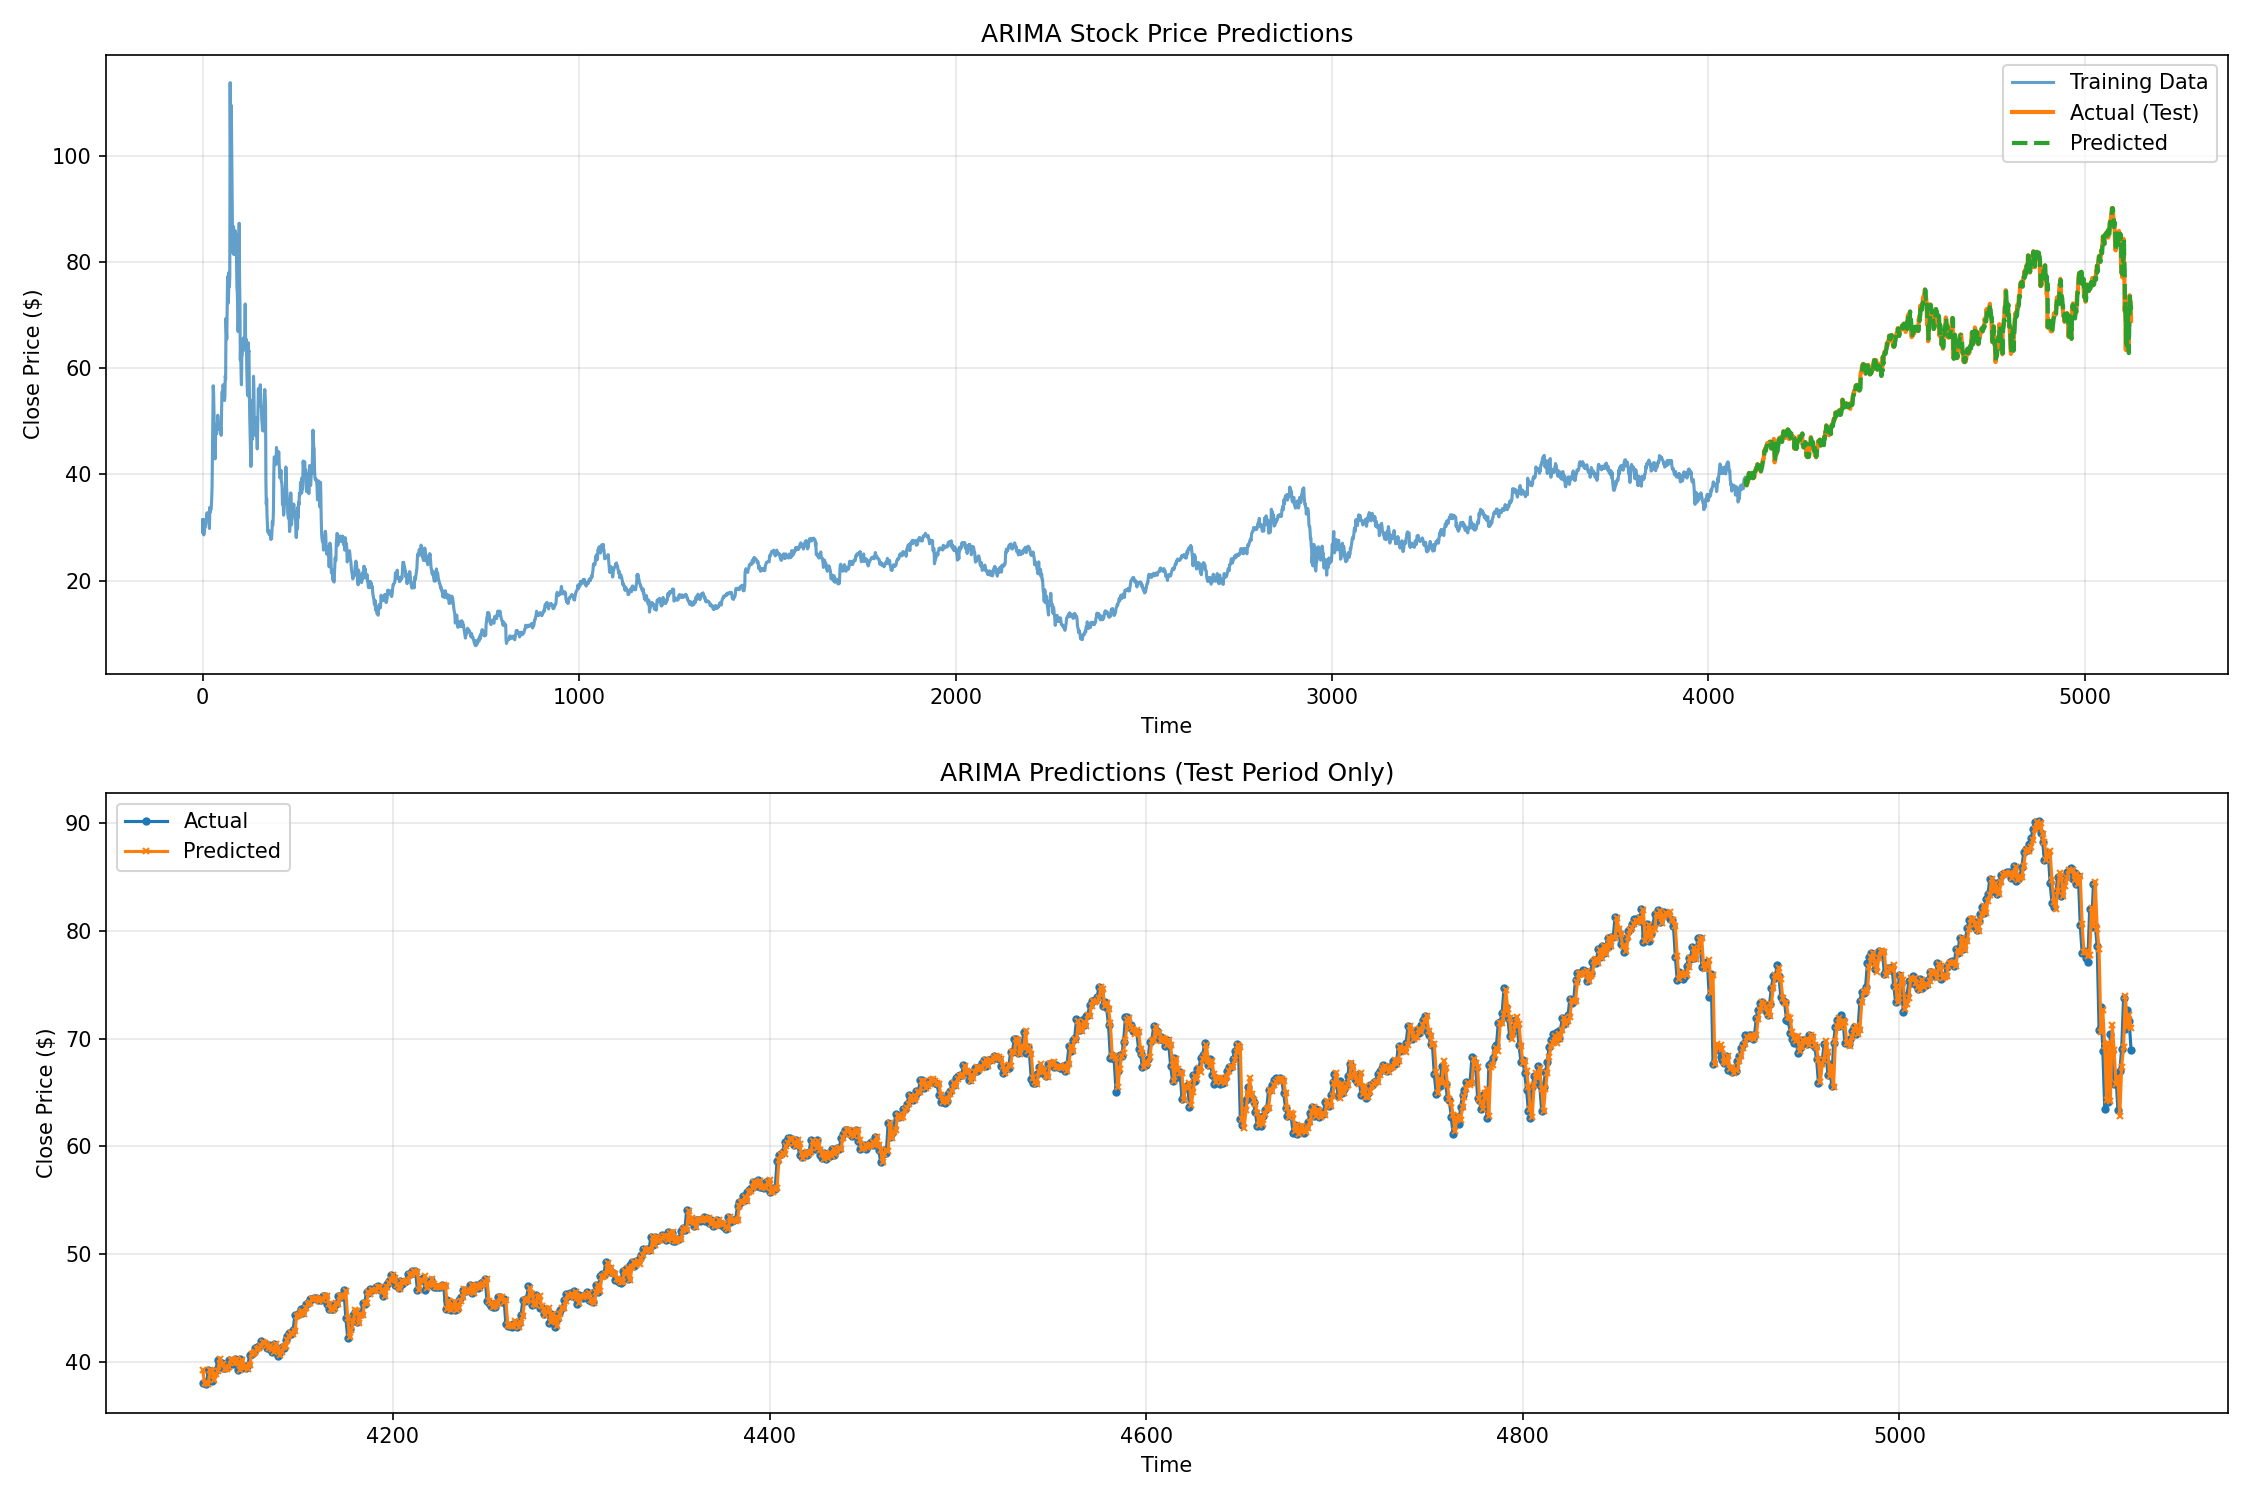 ARIMA Stock Price Predictions
Close Price ($)
100
80
60
40
20
Training Data
Actual (Test)
Predicted
0
1000
2000
3000
4000
5000
Time
ARIMA Predictions (Test Period Only)
Close Price ($)
90
80
70
60
50
40
Actual
Predicted
4200
4400
4600
4800
5000
Time